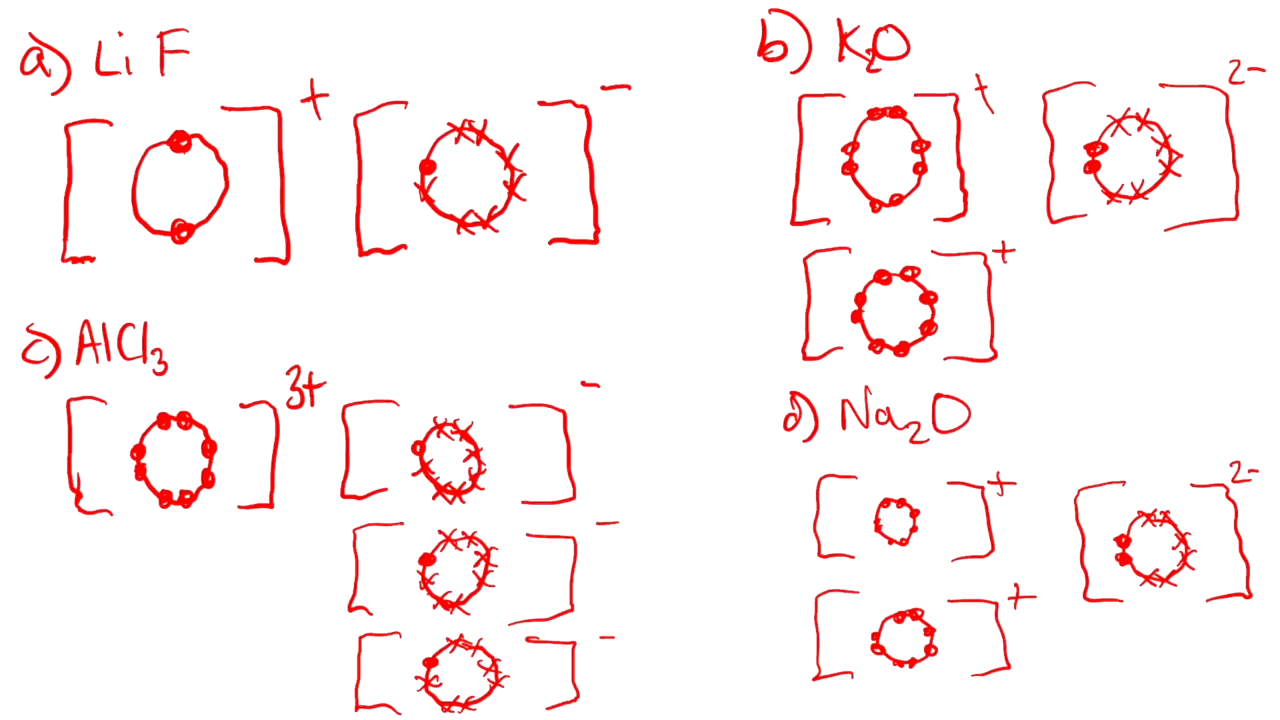 a) LiF
[ ]+ [ ]-
b) K₂O
[ ]+ [ ]2-
[ ]+
c) AlCl₃
[ ]3+ [ ]-
[ ]-
[ ]-
d) Na₂O
[ ]+ [ ]2-
[ ]+